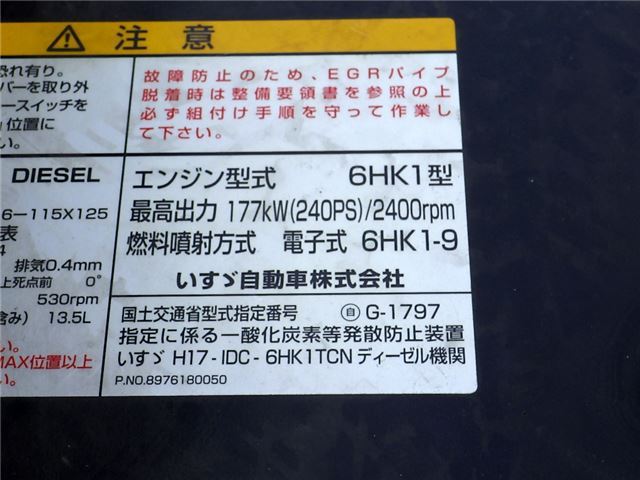 ⚠ 注意
恐れ有り。
バーを取り外
ースイッチを
位置に
い。
故障防止のため、EGRパイプ
脱着時は整備要領書を参照の上
必ず組付け手順を守って作業し
て下さい。
DIESEL
6-115X125
表
4
排気0.4mm
上死点前 0°
530rpm
含み) 13.5L
い。
MAX位置以上
い。
エンジン型式 6HK1型
最高出力 177kW(240PS)/2400rpm
燃料噴射方式 電子式 6HK1-9
いすゞ自動車株式会社
国土交通省型式指定番号 自 G-1797
指定に係る一酸化炭素等発散防止装置
いすゞ H17-IDC-6HK1TCN ディーゼル機関
P.NO.8976180050